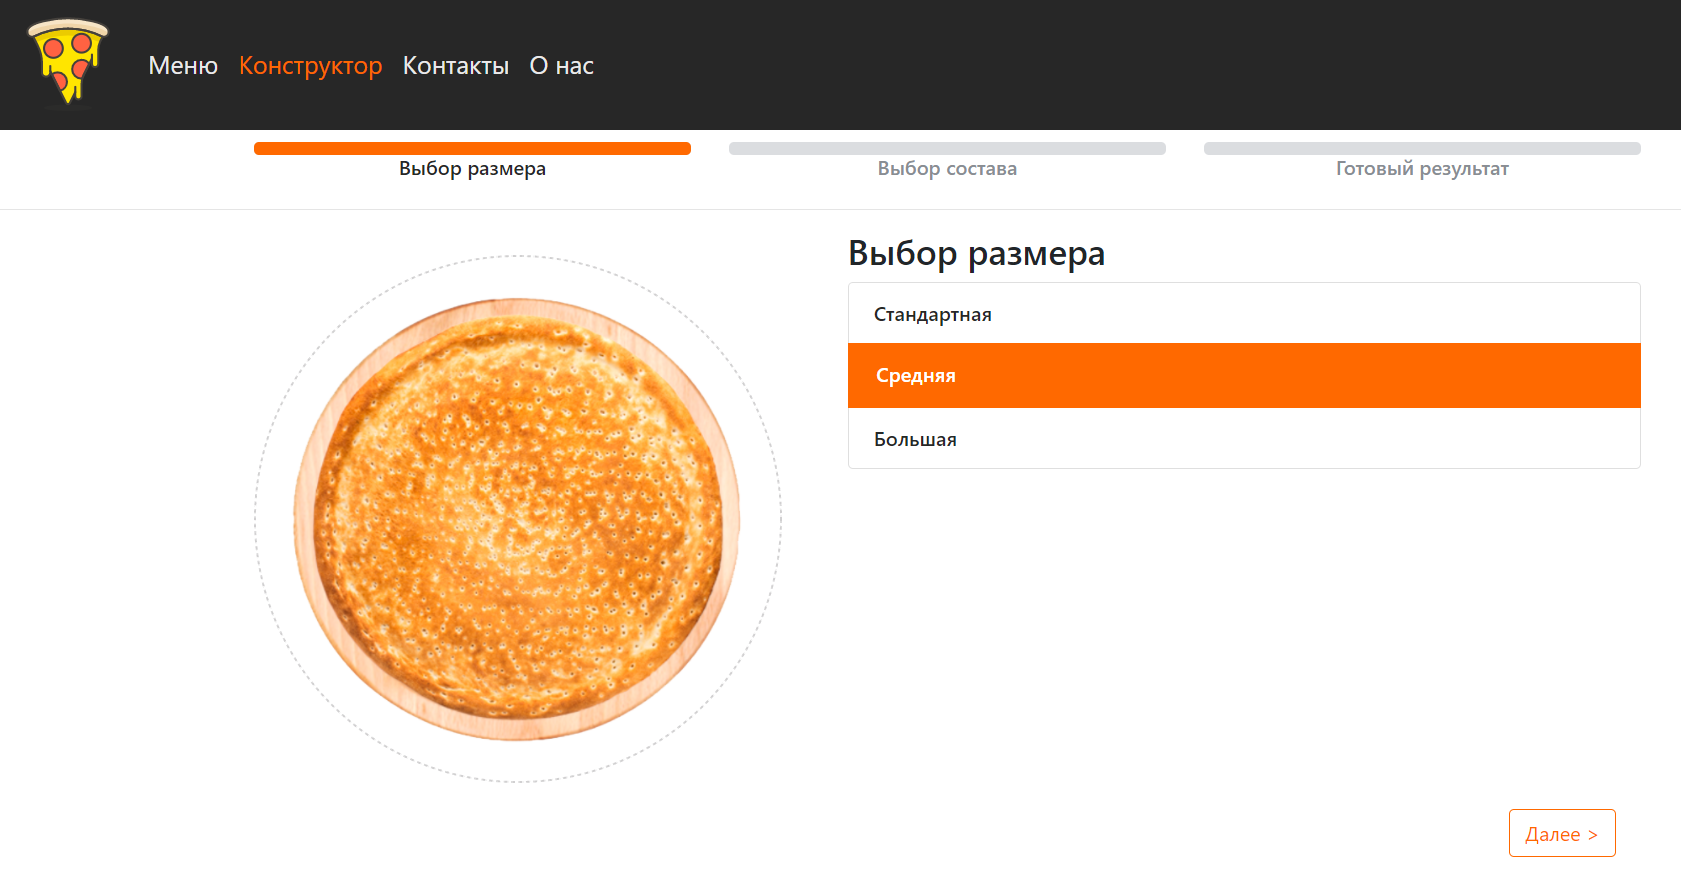 Меню Конструктор Контакты О нас
Выбор размера Выбор состава Готовый результат
Выбор размера
Стандартная
Средняя
Большая
Далее >